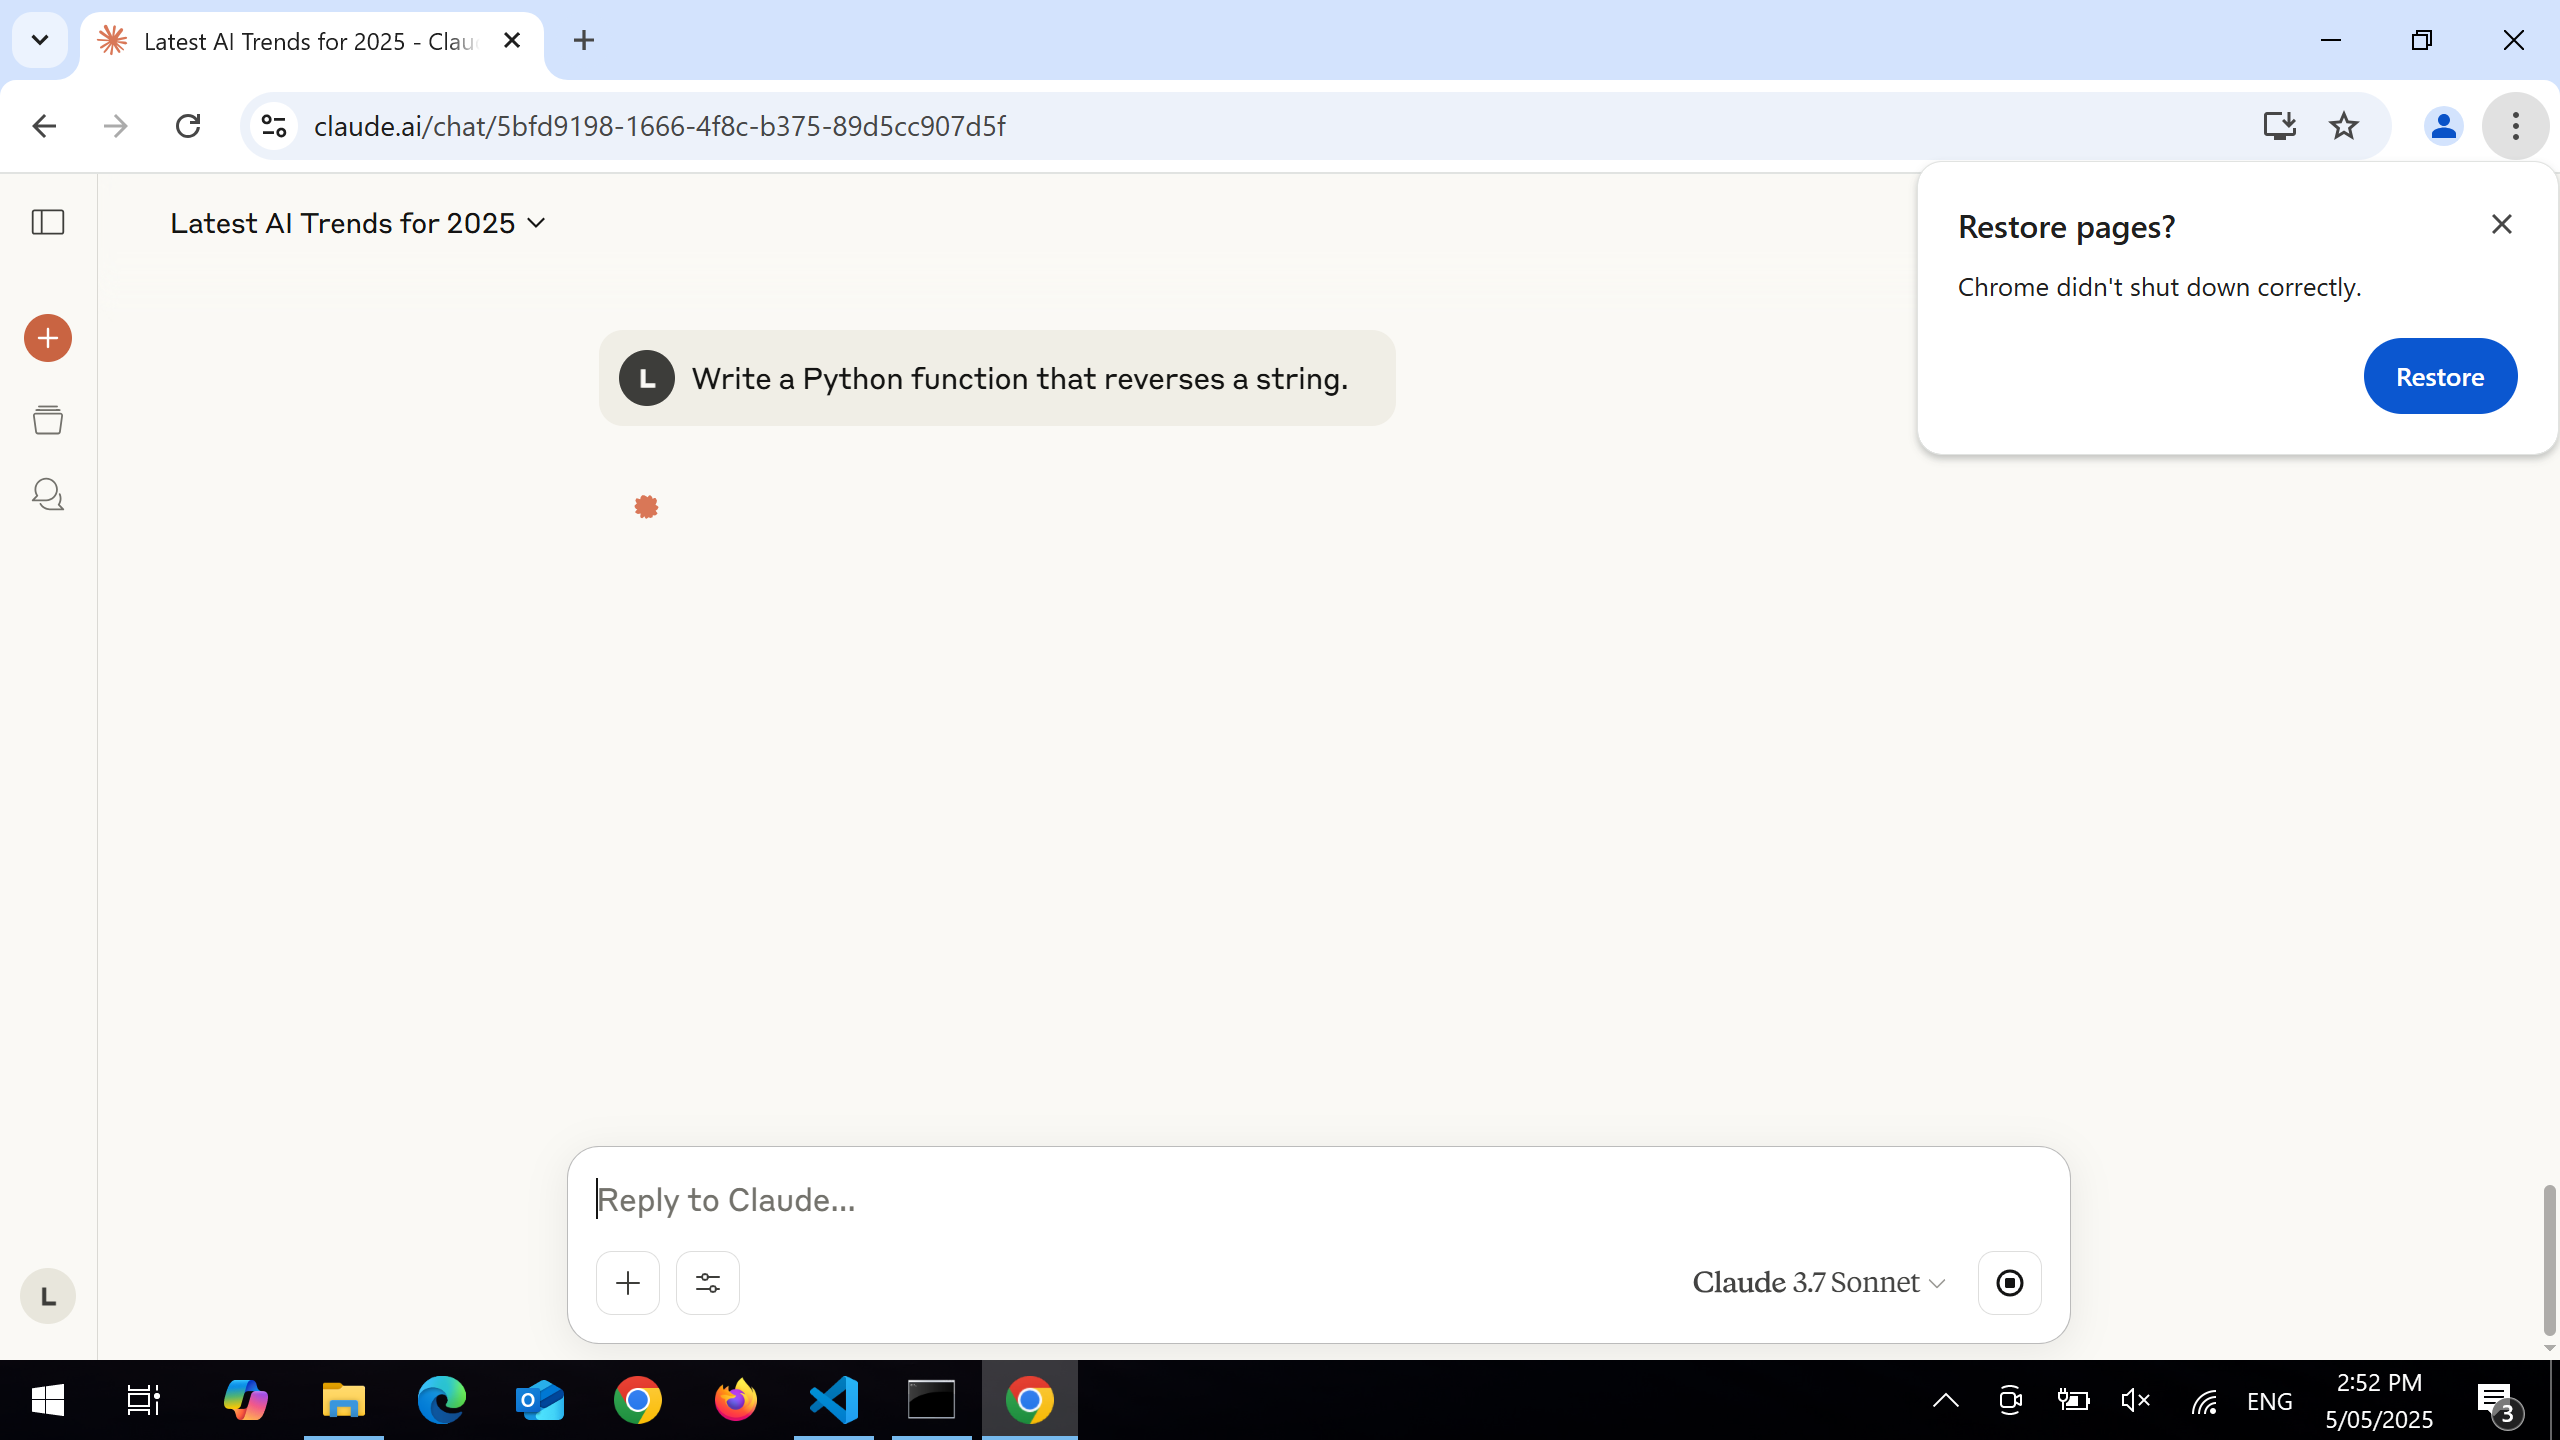 Latest AI Trends for 2025 - Clau
claude.ai/chat/5bfd9198-1666-4f8c-b375-89d5cc907d5f
Latest AI Trends for 2025
Restore pages?
Chrome didn't shut down correctly.
Restore
L
Write a Python function that reverses a string.
Reply to Claude...
Claude 3.7 Sonnet
L
ENG
2:52 PM
5/05/2025
3